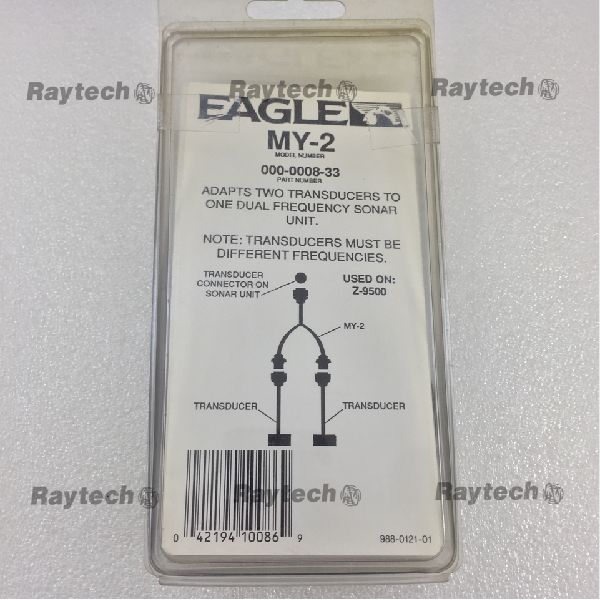 Raytech Raytech Raytech
EAGLE
MY-2
MODEL NUMBER
000-0008-33
PART NUMBER
ADAPTS TWO TRANSDUCERS TO
ONE DUAL FREQUENCY SONAR
UNIT.
NOTE: TRANSDUCERS MUST BE
DIFFERENT FREQUENCIES.
TRANSDUCER
CONNECTOR ON
SONAR UNIT
USED ON:
Z-9500
MY-2
TRANSDUCER
TRANSDUCER
Raytech Raytech Raytech
0 42194 10086 9
988-0121-01